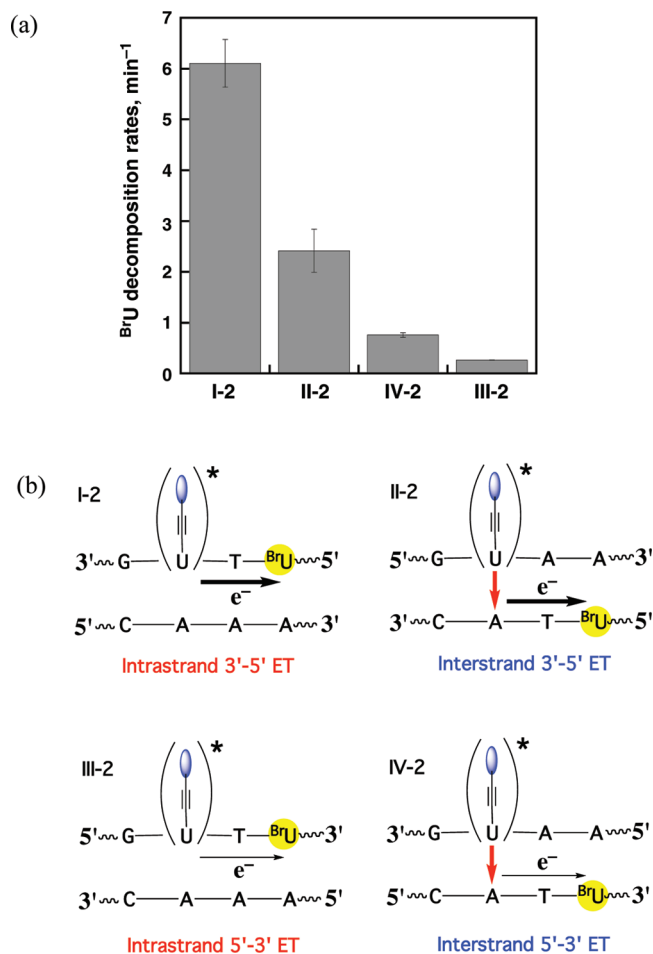 (a)
BrU decomposition rates, min−1
7
6
5
4
3
2
1
0
I-2 II-2 IV-2 III-2
(b)
I-2
*
3' G U T BrU 5'
e−
5' C A A A 3'
Intrastrand 3'-5' ET
II-2
*
5' G U A A 3'
e−
3' C A T BrU 5'
Interstrand 3'-5' ET
III-2
*
5' G U T BrU 3'
e−
3' C A A A 5'
Intrastrand 5'-3' ET
IV-2
*
3' G U A A 5'
e−
5' C A T BrU 3'
Interstrand 5'-3' ET